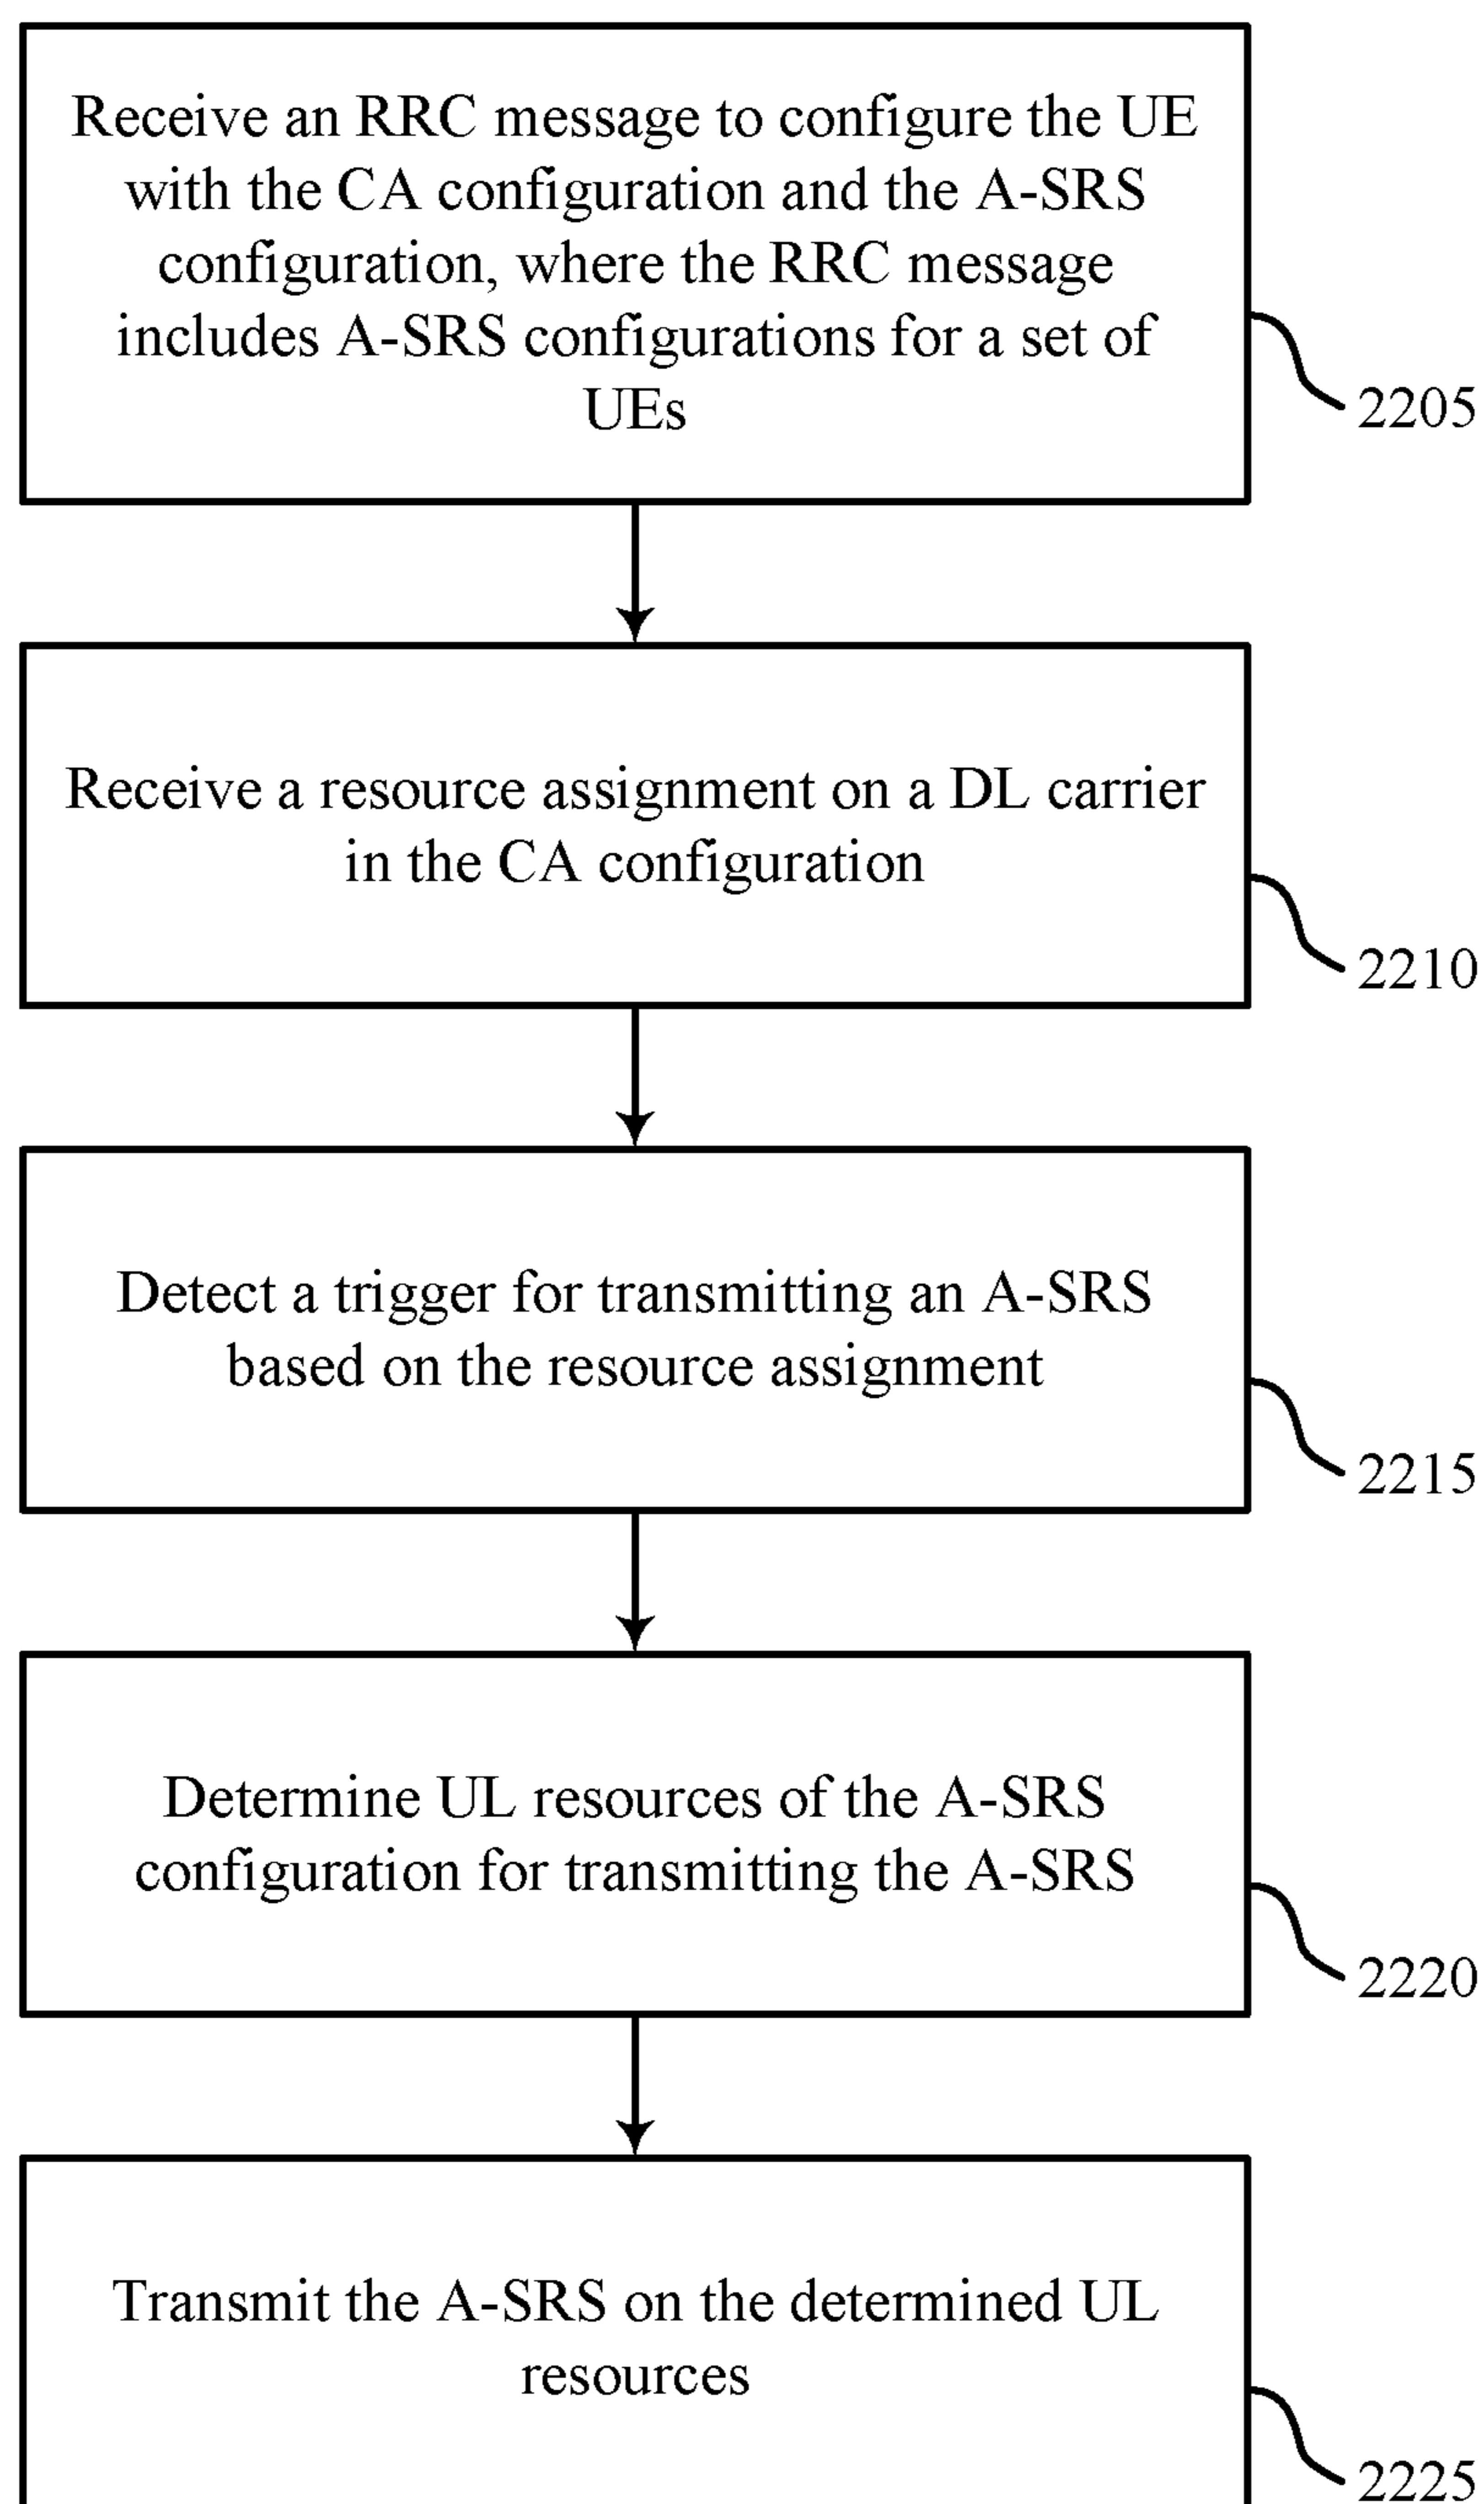 Receive an RRC message to configure the UE
with the CA configuration and the A-SRS
configuration, where the RRC message
includes A-SRS configurations for a set of
UEs
2205
Receive a resource assignment on a DL carrier
in the CA configuration
2210
Detect a trigger for transmitting an A-SRS
based on the resource assignment
2215
Determine UL resources of the A-SRS
configuration for transmitting the A-SRS
2220
Transmit the A-SRS on the determined UL
resources
2225